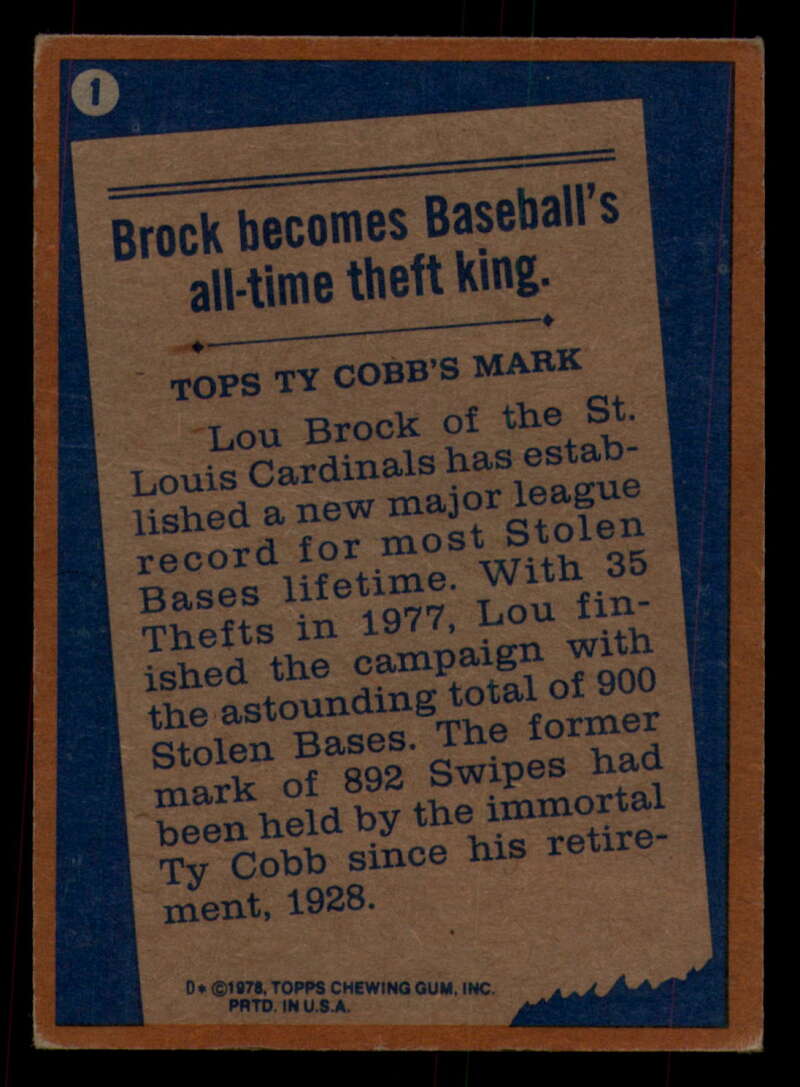 1
Brock becomes Baseball's
all-time theft king.
TOPS TY COBB'S MARK
Lou Brock of the St.
Louis Cardinals has estab-
lished a new major league
record for most Stolen
Bases lifetime. With 35
Thefts in 1977, Lou fin-
ished the campaign with
the astounding total of 900
Stolen Bases. The former
mark of 892 Swipes had
been held by the immortal
Ty Cobb since his retire-
ment, 1928.
D* ©1978, TOPPS CHEWING GUM, INC.
PRTD. IN U.S.A.